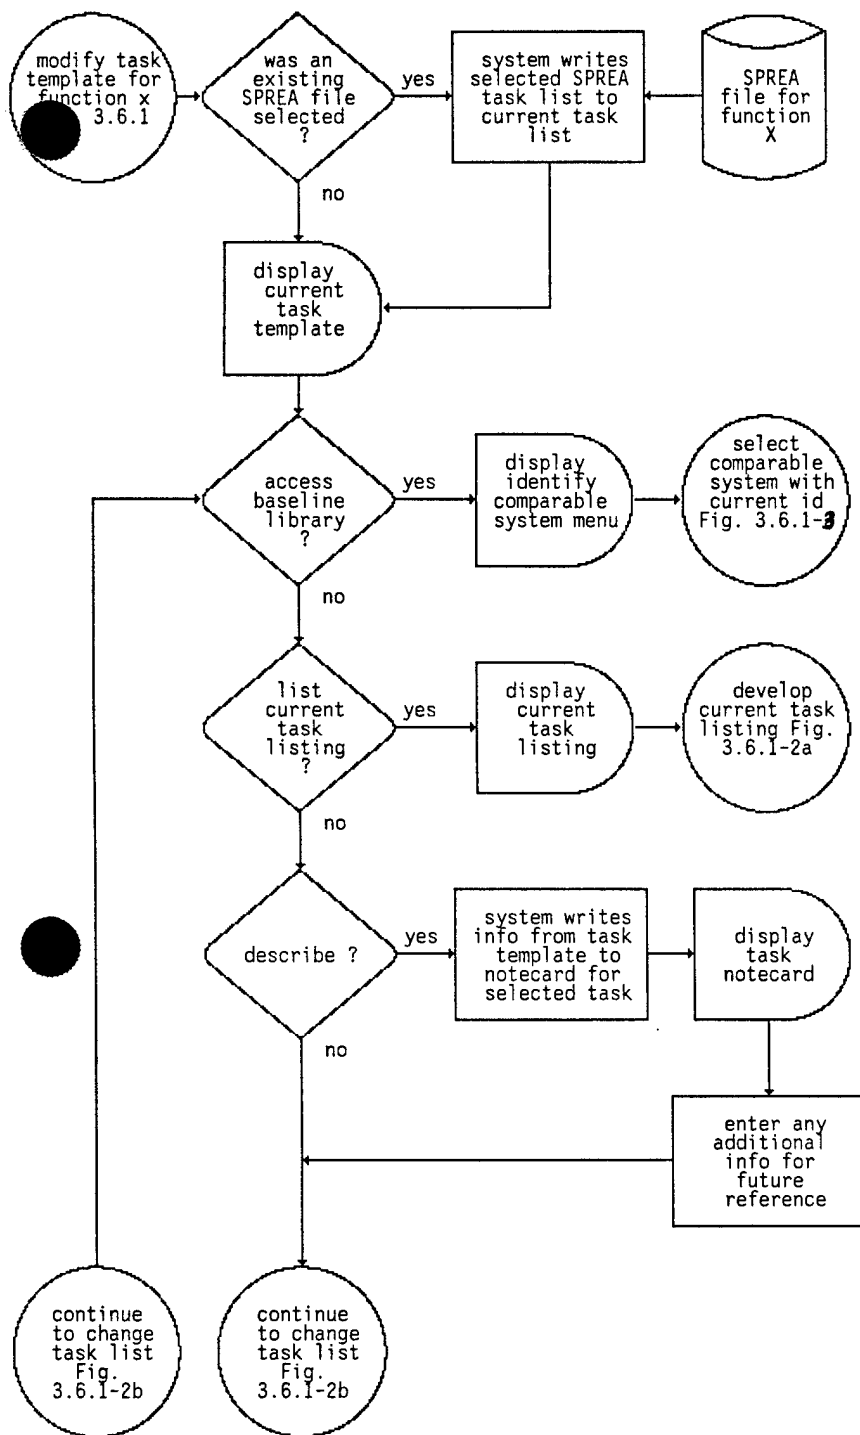 modify task
template for
function x
3.6.1
was an
existing
SPREA file
selected
?
yes
system writes
selected SPREA
task list to
current task
list
SPREA
file for
function
X
no
display
current
task
template
access
baseline
library
?
yes
display
identify
comparable
system menu
select
comparable
system with
current id
Fig. 3.6.1-3
no
list
current
task
listing
?
yes
display
current
task
listing
develop
current task
listing Fig.
3.6.1-2a
no
describe ?
yes
system writes
info from task
template to
notecard for
selected task
display
task
notecard
no
enter any
additional
info for
future
reference
continue
to change
task list
Fig.
3.6.1-2b
continue
to change
task list
Fig.
3.6.1-2b